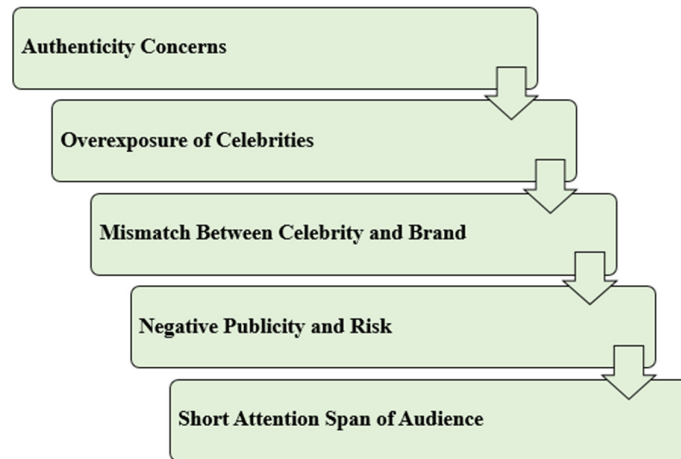 Authenticity Concerns
Overexposure of Celebrities
Mismatch Between Celebrity and Brand
Negative Publicity and Risk
Short Attention Span of Audience